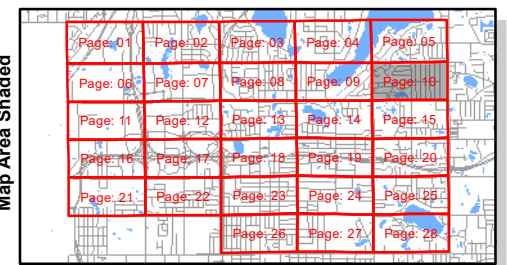 Map Area Shaded
Page: 01 Page: 02 Page: 03 Page: 04 Page: 05
Page: 06 Page: 07 Page: 08 Page: 09 Page: 10
Page: 11 Page: 12 Page: 13 Page: 14 Page: 15
Page: 16 Page: 17 Page: 18 Page: 19 Page: 20
Page: 21 Page: 22 Page: 23 Page: 24 Page: 25
Page: 26 Page: 27 Page: 28